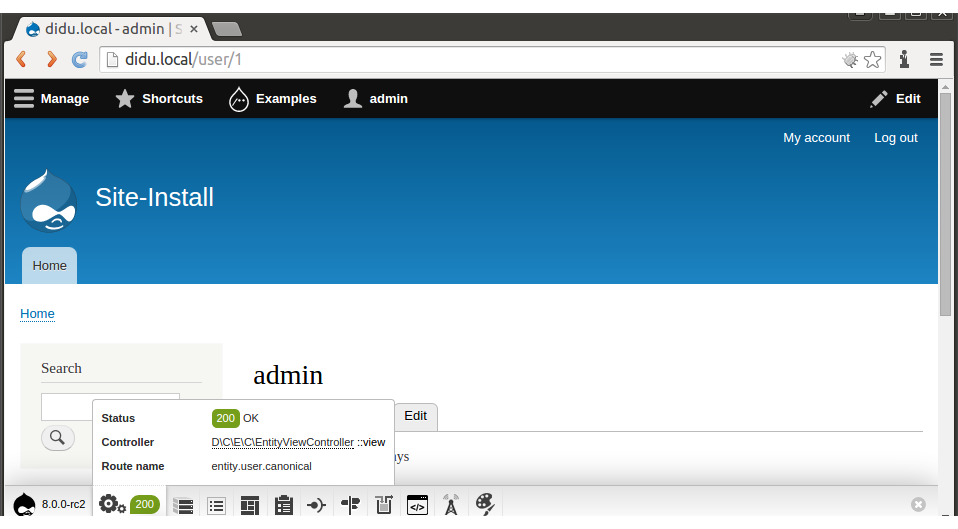 didu.local - admin | S
didu.local/user/1
Manage Shortcuts Examples admin Edit
My account Log out
Site-Install
Home
Home
Search
admin
Edit
Status 200 OK
Controller D\C\E\C\EntityViewController ::view
Route name entity.user.canonical
8.0.0-rc2 200